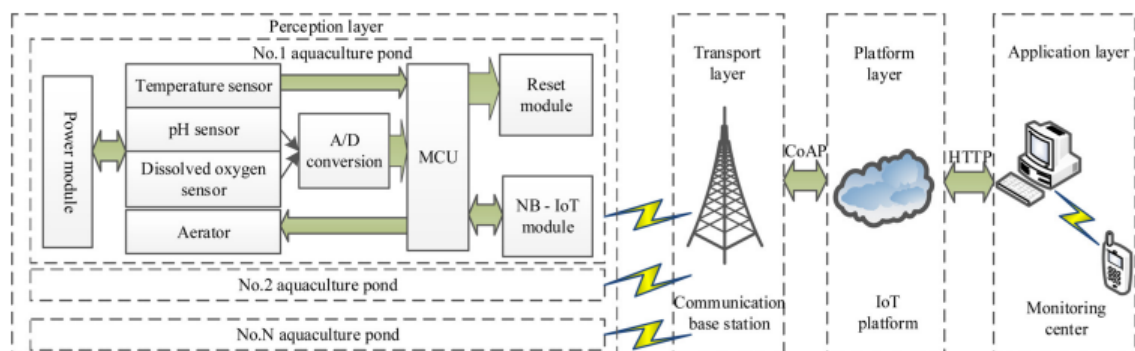 Perception layer
No.1 aquaculture pond
Power module
Temperature sensor
pH sensor
Dissolved oxygen
sensor
Aerator
A/D
conversion
MCU
Reset
module
NB - IoT
module
No.2 aquaculture pond
No.N aquaculture pond
Transport
layer
Communication
base station
CoAP
Platform
layer
IoT
platform
HTTP
Application layer
Monitoring
center